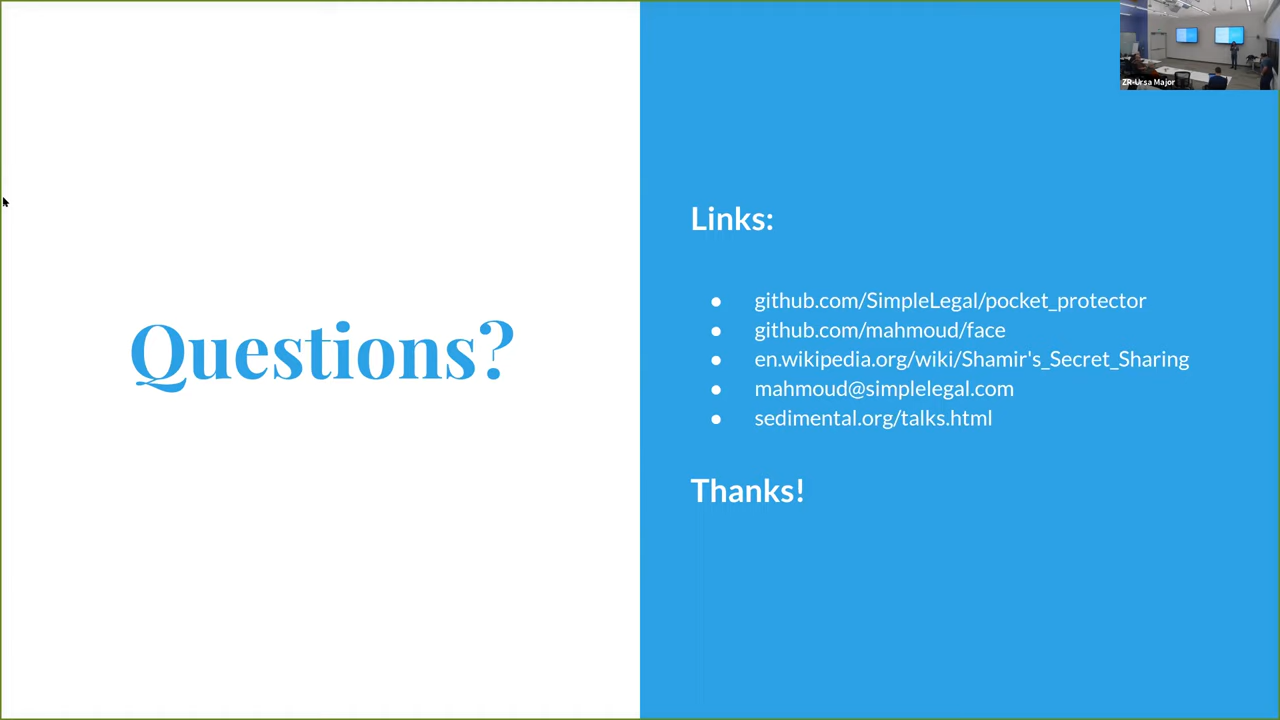 ZR-Ursa Major
Questions?
Links:
● github.com/SimpleLegal/pocket_protector
● github.com/mahmoud/face
● en.wikipedia.org/wiki/Shamir's_Secret_Sharing
● mahmoud@simplelegal.com
● sedimental.org/talks.html
Thanks!